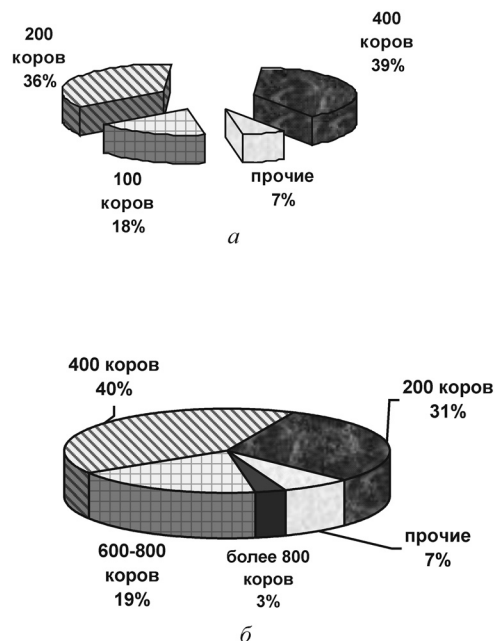 200
коров
36%
400
коров
39%
100
коров
18%
прочие
7%
а
400 коров
40%
200 коров
31%
600-800
коров
19%
более 800
коров
3%
прочие
7%
б